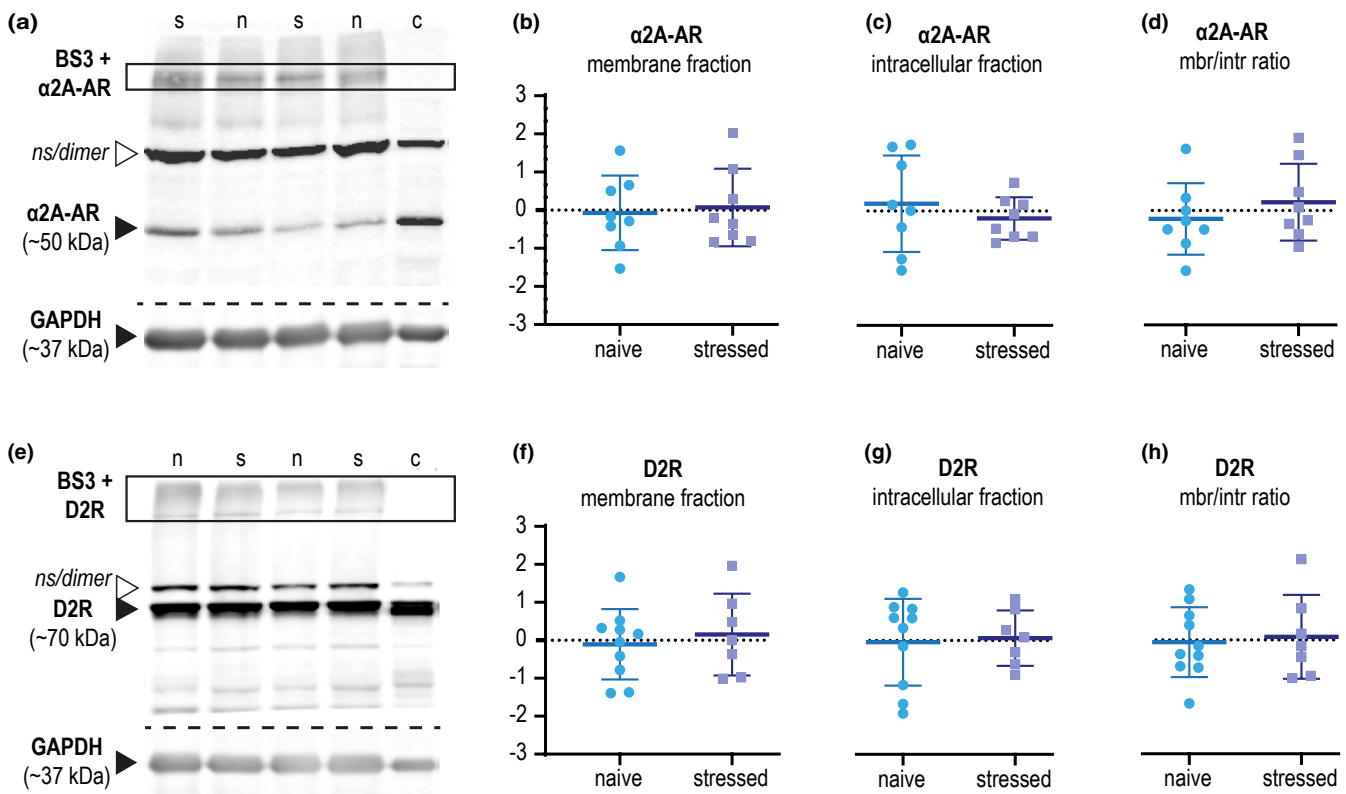 (a)
s n s n c
BS3 +
α2A-AR
ns/dimer
α2A-AR
(~50 kDa)
GAPDH
(~37 kDa)
(b)
α2A-AR
membrane fraction
3
2
1
0
-1
-2
-3
naive stressed
(c)
α2A-AR
intracellular fraction
naive stressed
(d)
α2A-AR
mbr/intr ratio
naive stressed
(e)
n s n s c
BS3 +
D2R
ns/dimer
D2R
(~70 kDa)
GAPDH
(~37 kDa)
(f)
D2R
membrane fraction
3
2
1
0
-1
-2
-3
naive stressed
(g)
D2R
intracellular fraction
naive stressed
(h)
D2R
mbr/intr ratio
naive stressed